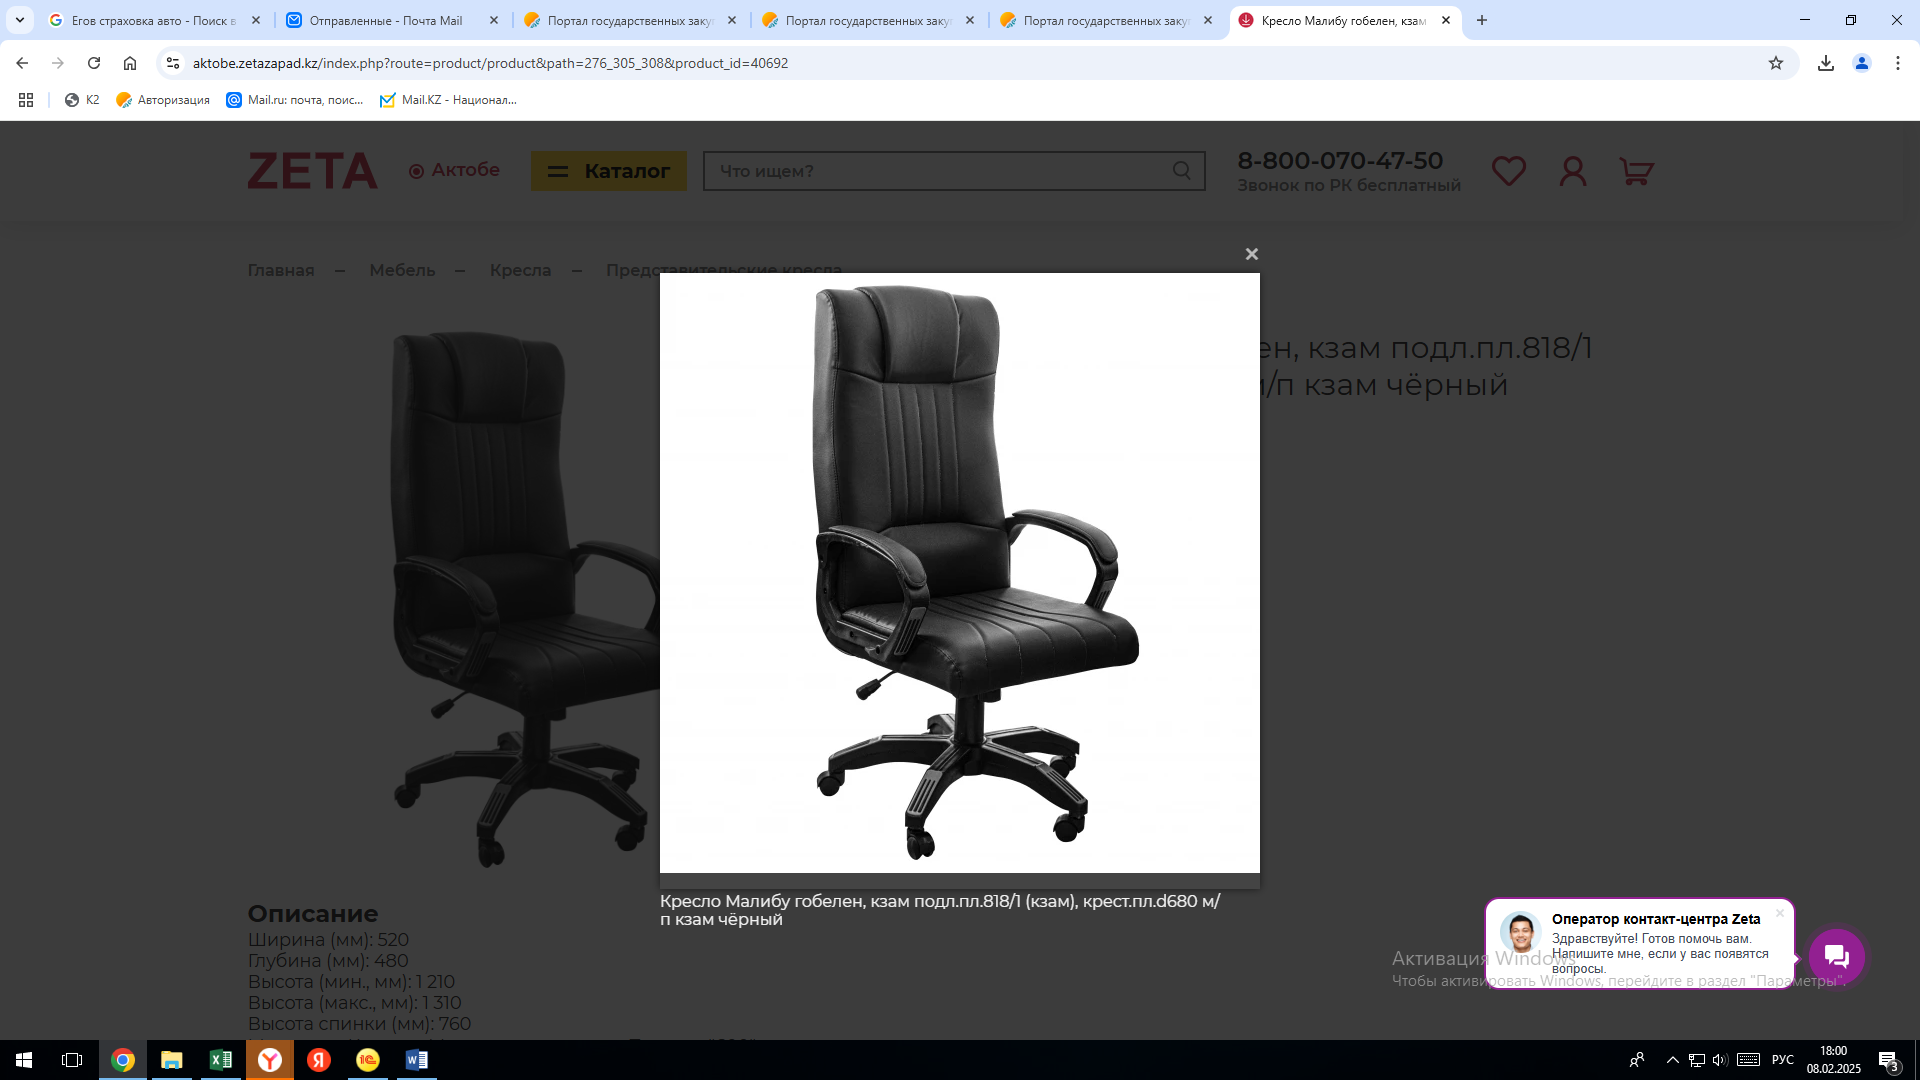 Егов страховка авто - Поиск в
Отправленные - Почта Mail
Портал государственных заку
Портал государственных заку
Портал государственных заку
Кресло Малибу гобелен, кзам
aktobe.zetazapad.kz/index.php?route=product/product&path=276_305_308&product_id=40692
К2
Авторизация
Mail.ru: почта, поис...
Mail.KZ - Национал...
ZETA
Актобе
Каталог
Что ищем?
8-800-070-47-50
Звонок по РК бесплатный
Главная – Мебель – Кресла – Представительские кресла
ен, кзам подл.пл.818/1
м/п кзам чёрный
Кресло Малибу гобелен, кзам подл.пл.818/1 (кзам), крест.пл.d680 м/
п кзам чёрный
Описание
Ширина (мм): 520
Глубина (мм): 480
Высота (мин., мм): 1 210
Высота (макс., мм): 1 310
Высота спинки (мм): 760
Оператор контакт-центра Zeta
Здравствуйте! Готов помочь вам.
Напишите мне, если у вас появятся
вопросы.
Активация Windows
Чтобы активировать Windows, перейдите в раздел "Параметры".
РУС
18:00
08.02.2025
3